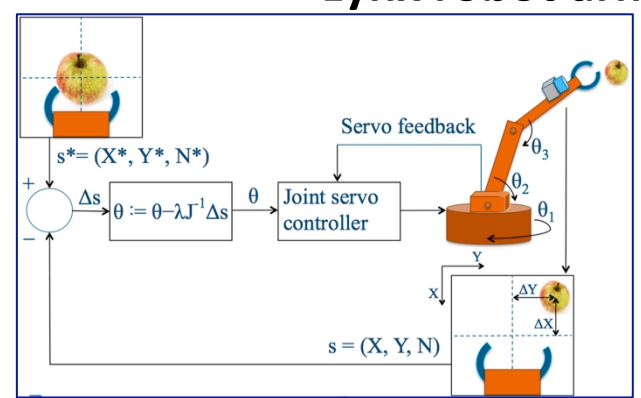 s*= (X*, Y*, N*)
+
Δs
−
θ := θ−λJ⁻¹Δs
θ
Joint servo
controller
Servo feedback
θ₃
θ₂
θ₁
Y
X
ΔY
ΔX
s = (X, Y, N)